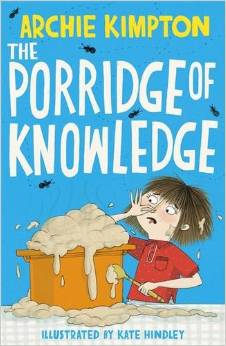 ARCHIE KIMPTON
THE
PORRIDGE OF
KNOWLEDGE
ILLUSTRATED BY KATE HINDLEY